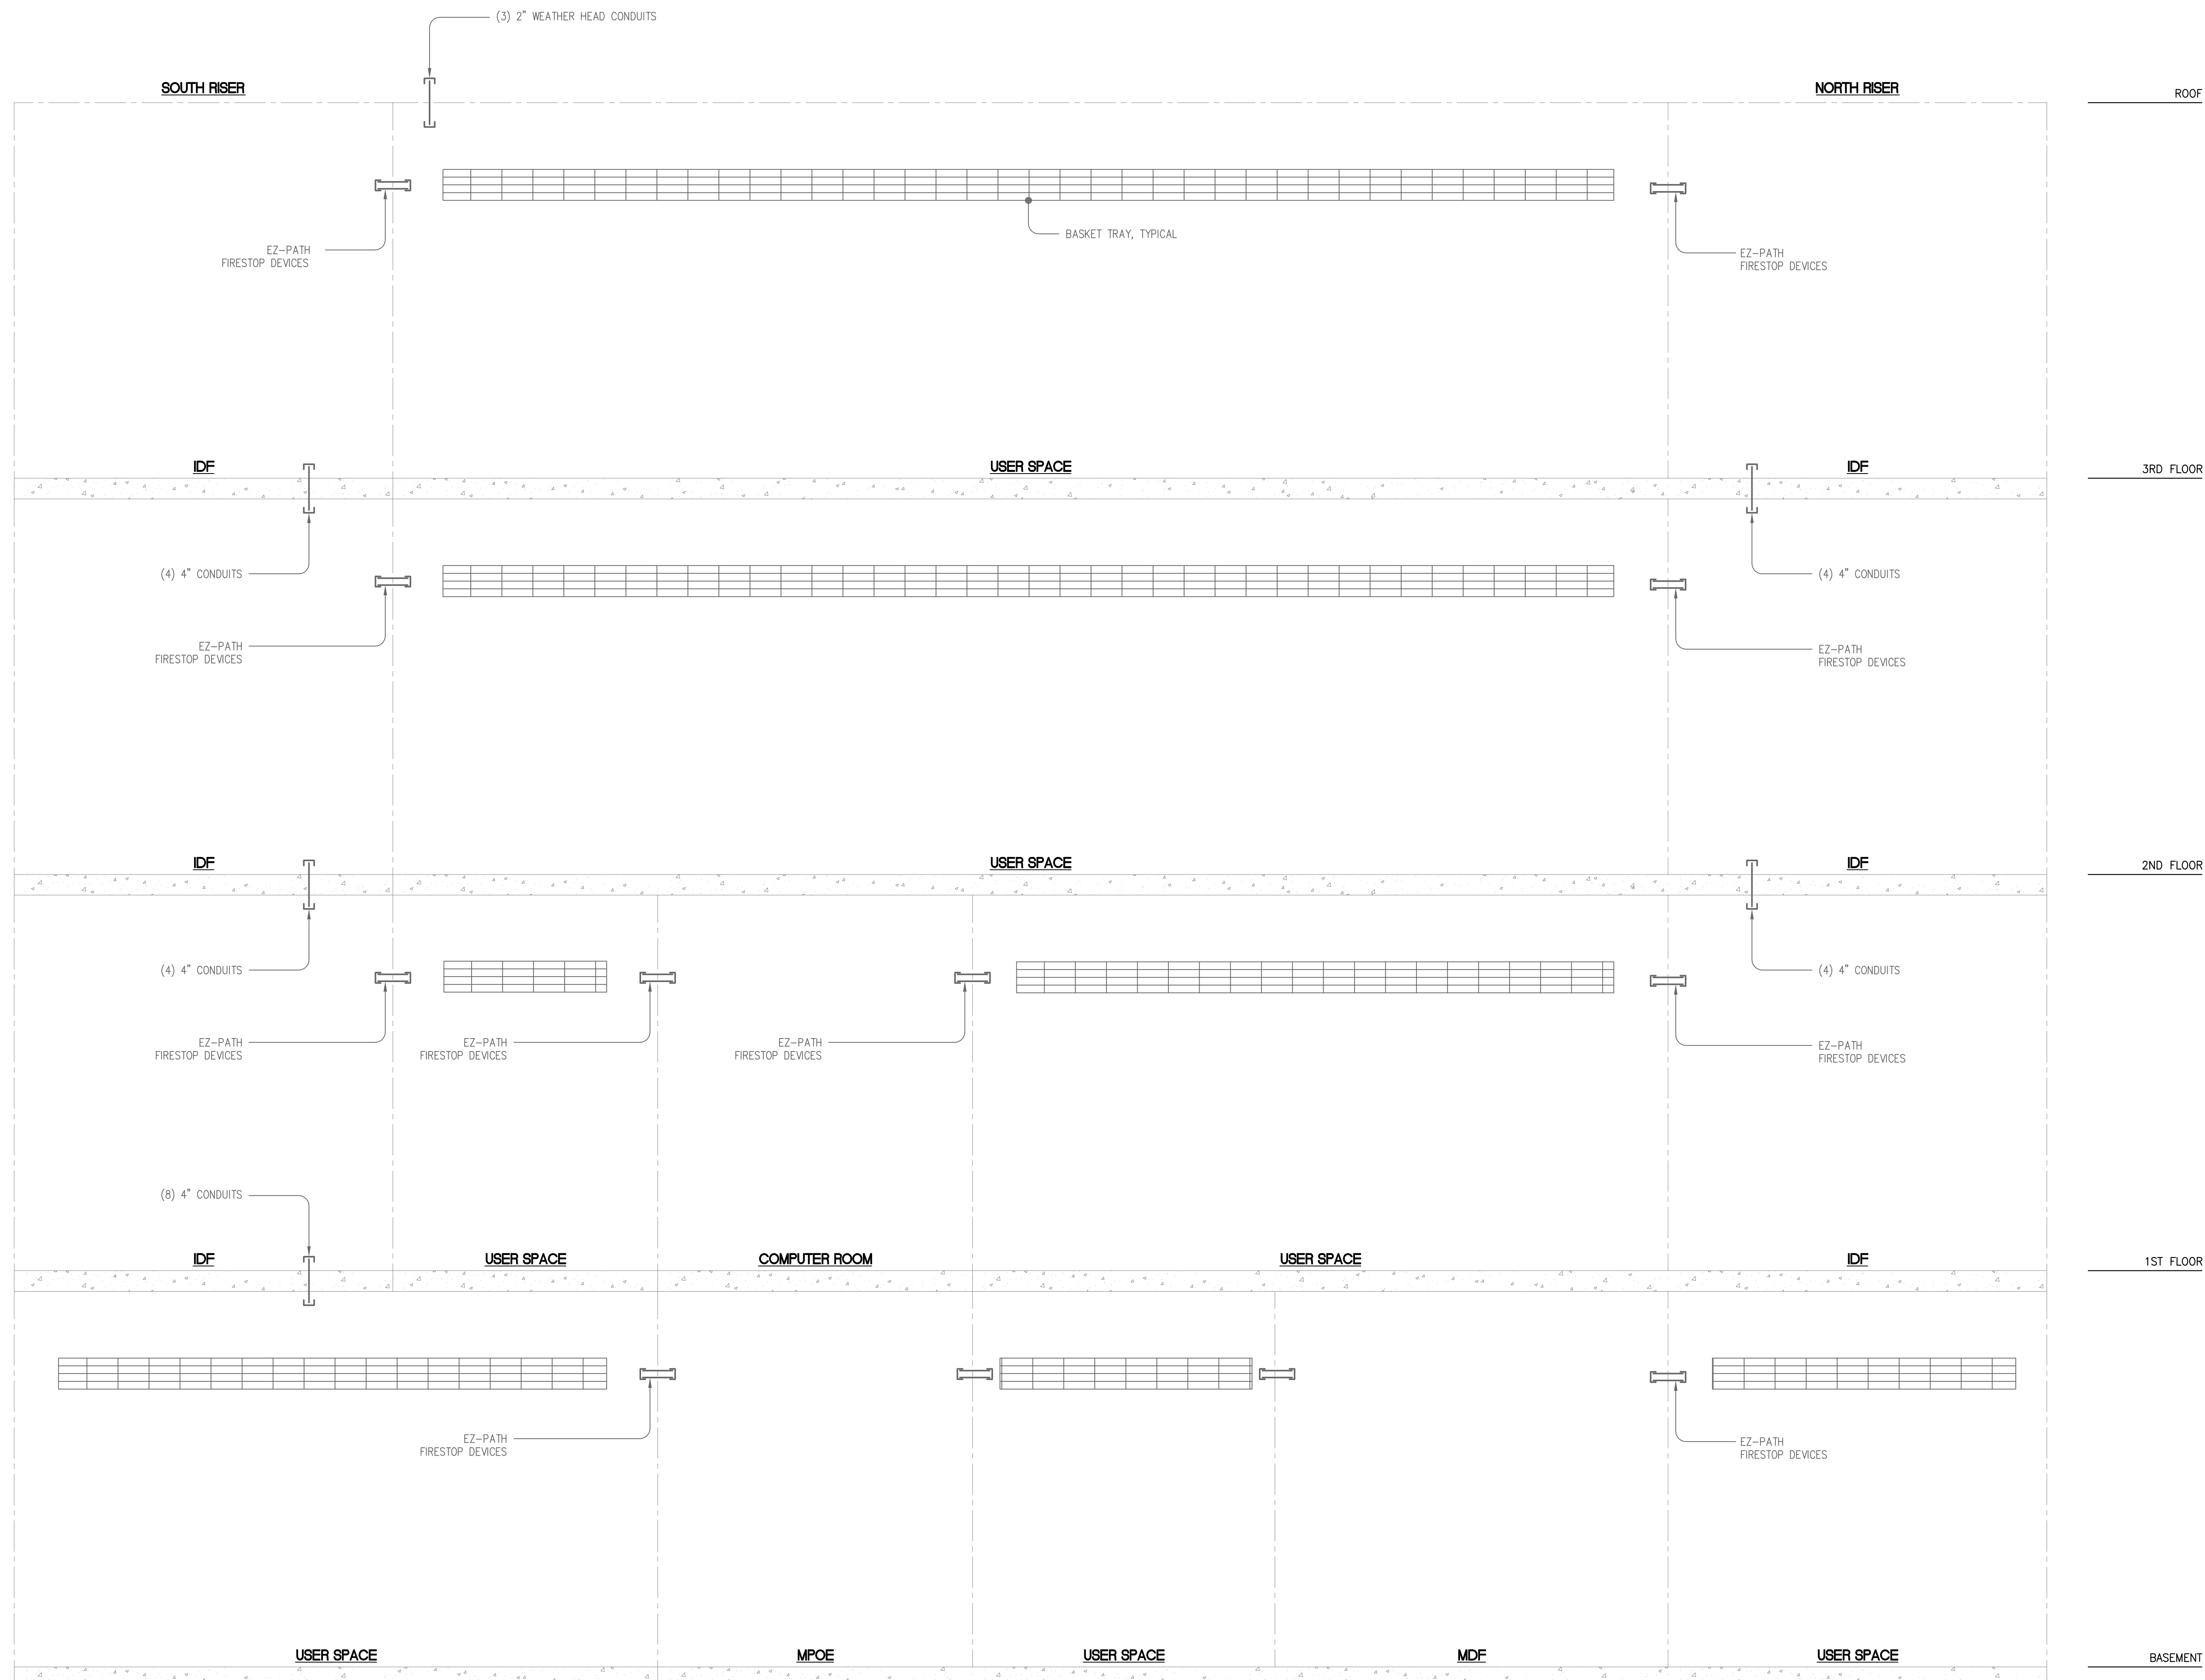 (3) 2" WEATHER HEAD CONDUITS
SOUTH RISER
NORTH RISER
ROOF
BASKET TRAY, TYPICAL
EZ-PATH
FIRESTOP DEVICES
EZ-PATH
FIRESTOP DEVICES
IDF
USER SPACE
IDF
3RD FLOOR
(4) 4" CONDUITS
(4) 4" CONDUITS
EZ-PATH
FIRESTOP DEVICES
EZ-PATH
FIRESTOP DEVICES
IDF
USER SPACE
IDF
2ND FLOOR
(4) 4" CONDUITS
(4) 4" CONDUITS
EZ-PATH
FIRESTOP DEVICES
EZ-PATH
FIRESTOP DEVICES
EZ-PATH
FIRESTOP DEVICES
EZ-PATH
FIRESTOP DEVICES
(8) 4" CONDUITS
IDF
USER SPACE
COMPUTER ROOM
USER SPACE
IDF
1ST FLOOR
EZ-PATH
FIRESTOP DEVICES
EZ-PATH
FIRESTOP DEVICES
USER SPACE
MPOE
USER SPACE
MDF
USER SPACE
BASEMENT